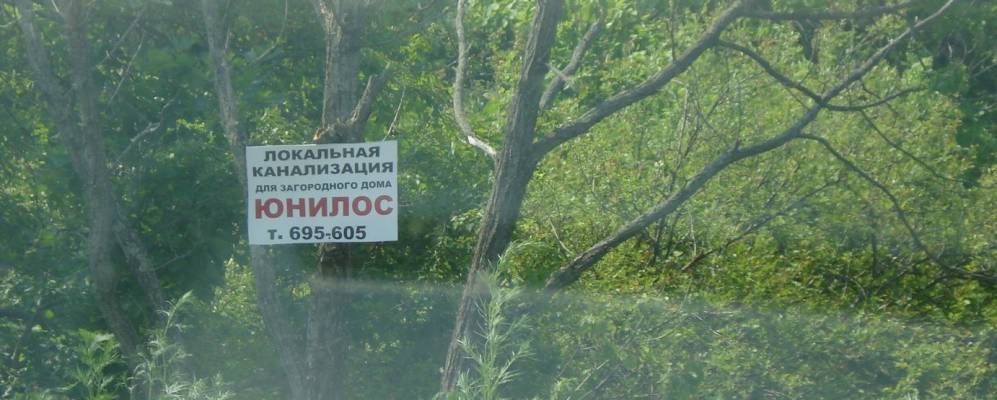 ЛОКАЛЬНАЯ
КАНАЛИЗАЦИЯ
ДЛЯ ЗАГОРОДНОГО ДОМА
ЮНИЛОС
т. 695-605